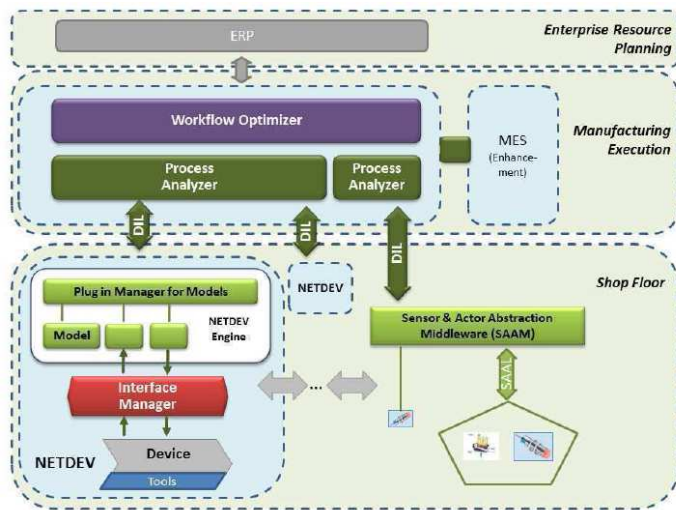 ERP
Enterprise Resource
Planning
Workflow Optimizer
Process
Analyzer
Process
Analyzer
MES
(Enhance-
ment)
Manufacturing
Execution
DIL
DIL
DIL
Shop Floor
NETDEV
Plug in Manager for Models
Model
NETDEV
Engine
Sensor & Actor Abstraction
Middleware (SAAM)
SAAL
Interface
Manager
...
NETDEV
Device
Tools